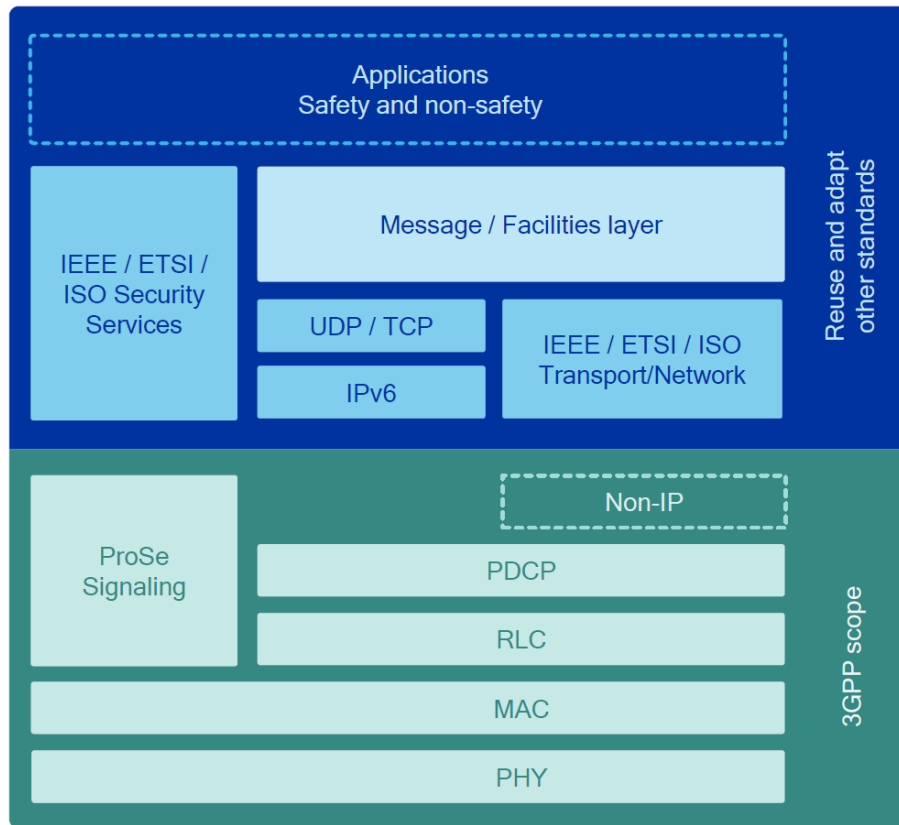 Applications
Safety and non-safety
IEEE / ETSI /
ISO Security
Services
Message / Facilities layer
UDP / TCP
IPv6
IEEE / ETSI / ISO
Transport/Network
Reuse and adapt
other standards
ProSe
Signaling
Non-IP
PDCP
RLC
MAC
PHY
3GPP scope